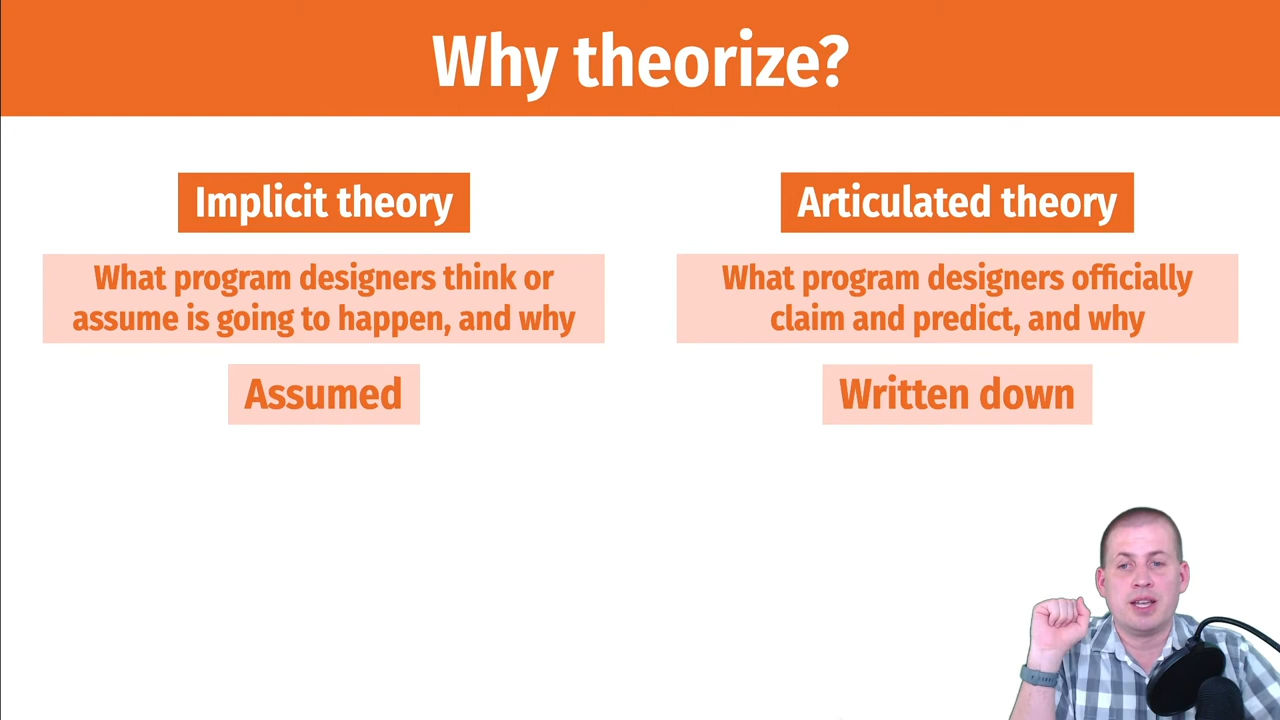 Why theorize?
Implicit theory
What program designers think or
assume is going to happen, and why
Assumed
Articulated theory
What program designers officially
claim and predict, and why
Written down